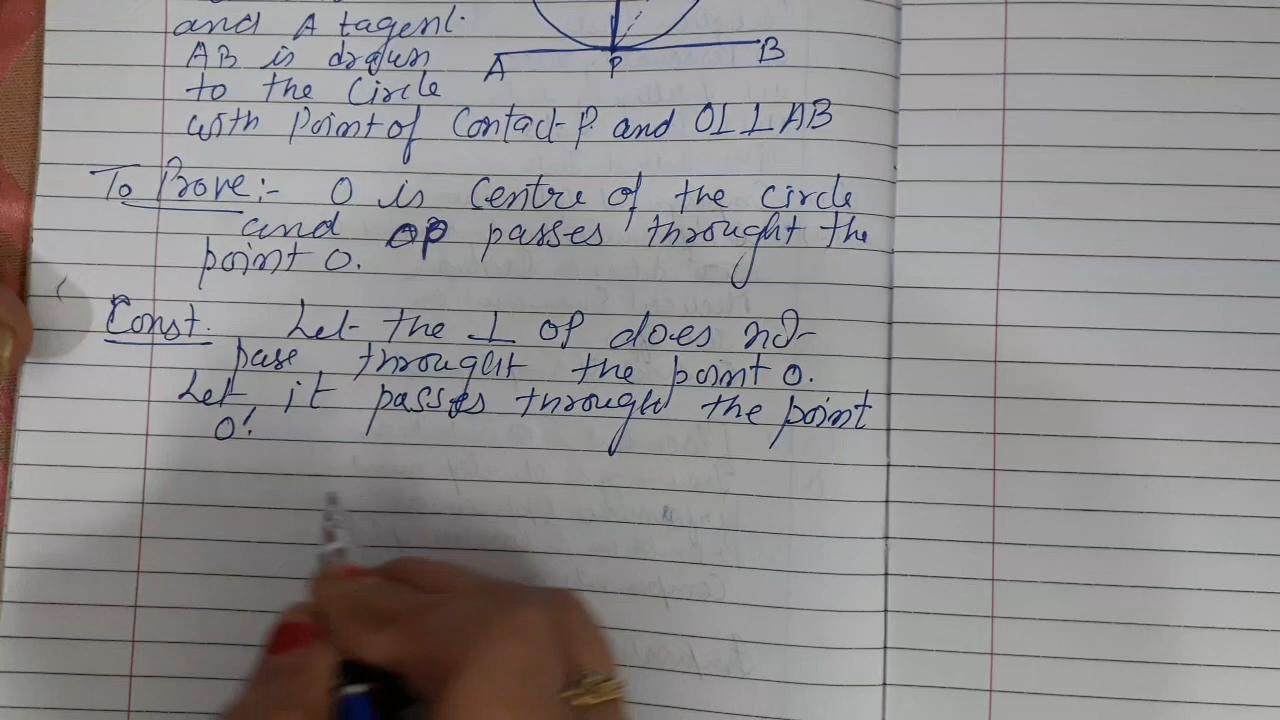 and A tagent.
AB is drawn
to the Circle
A P B
with Point of Contact P. and OL ⊥ AB
To Prove:- O is Centre of the circle
and OP passes throught the
point O.
Const. Let the ⊥ OP does not
pass throught the point O.
Let it passes through the point
O'.